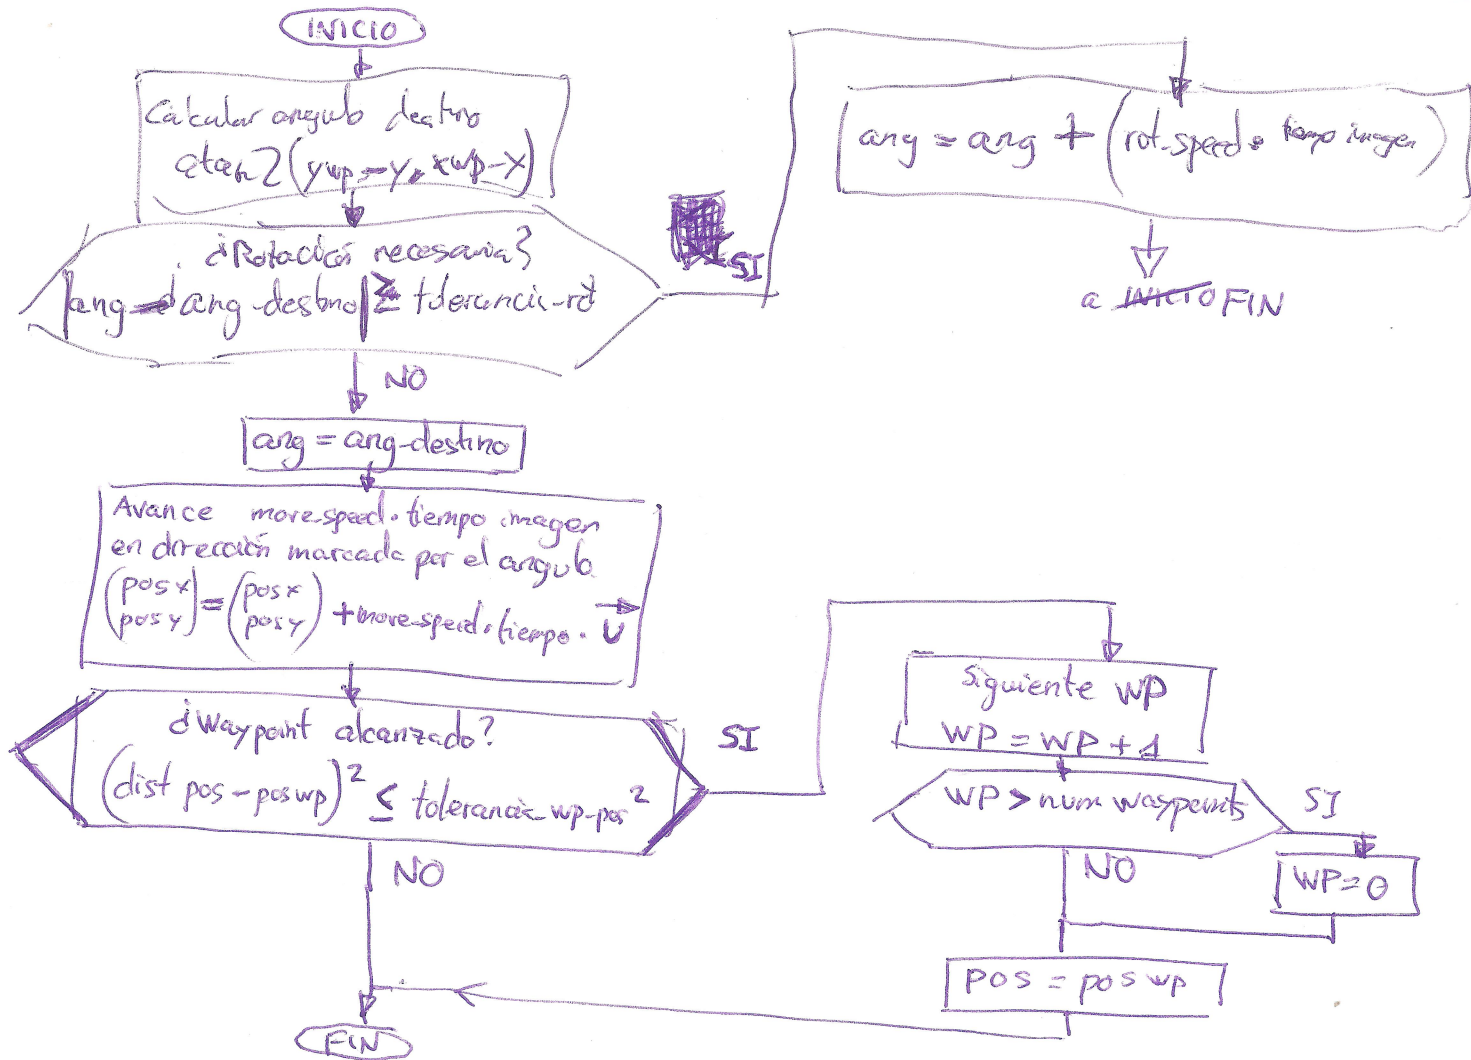 INICIO
Calcular angulo destino
atan2(ywp-y, xwp-x)
¿Rotación necesaria?
|ang - ang-destino| ≥ tolerancia-rot
SI
ang = ang + (rot-speed • tiempo imagen)
a INICIO FIN
NO
ang = ang-destino
Avance move-speed • tiempo imagen
en dirección marcada por el angulo
(pos x) = (pos x) + move-speed • tiempo • U
(pos y) (pos y)
¿Waypoint alcanzado?
(dist pos - poswp)² ≤ tolerancia-wp-pos²
SI
NO
Siguiente WP
WP = WP + 1
WP > num waypoints
SI
NO
WP=0
POS = POS WP
FIN